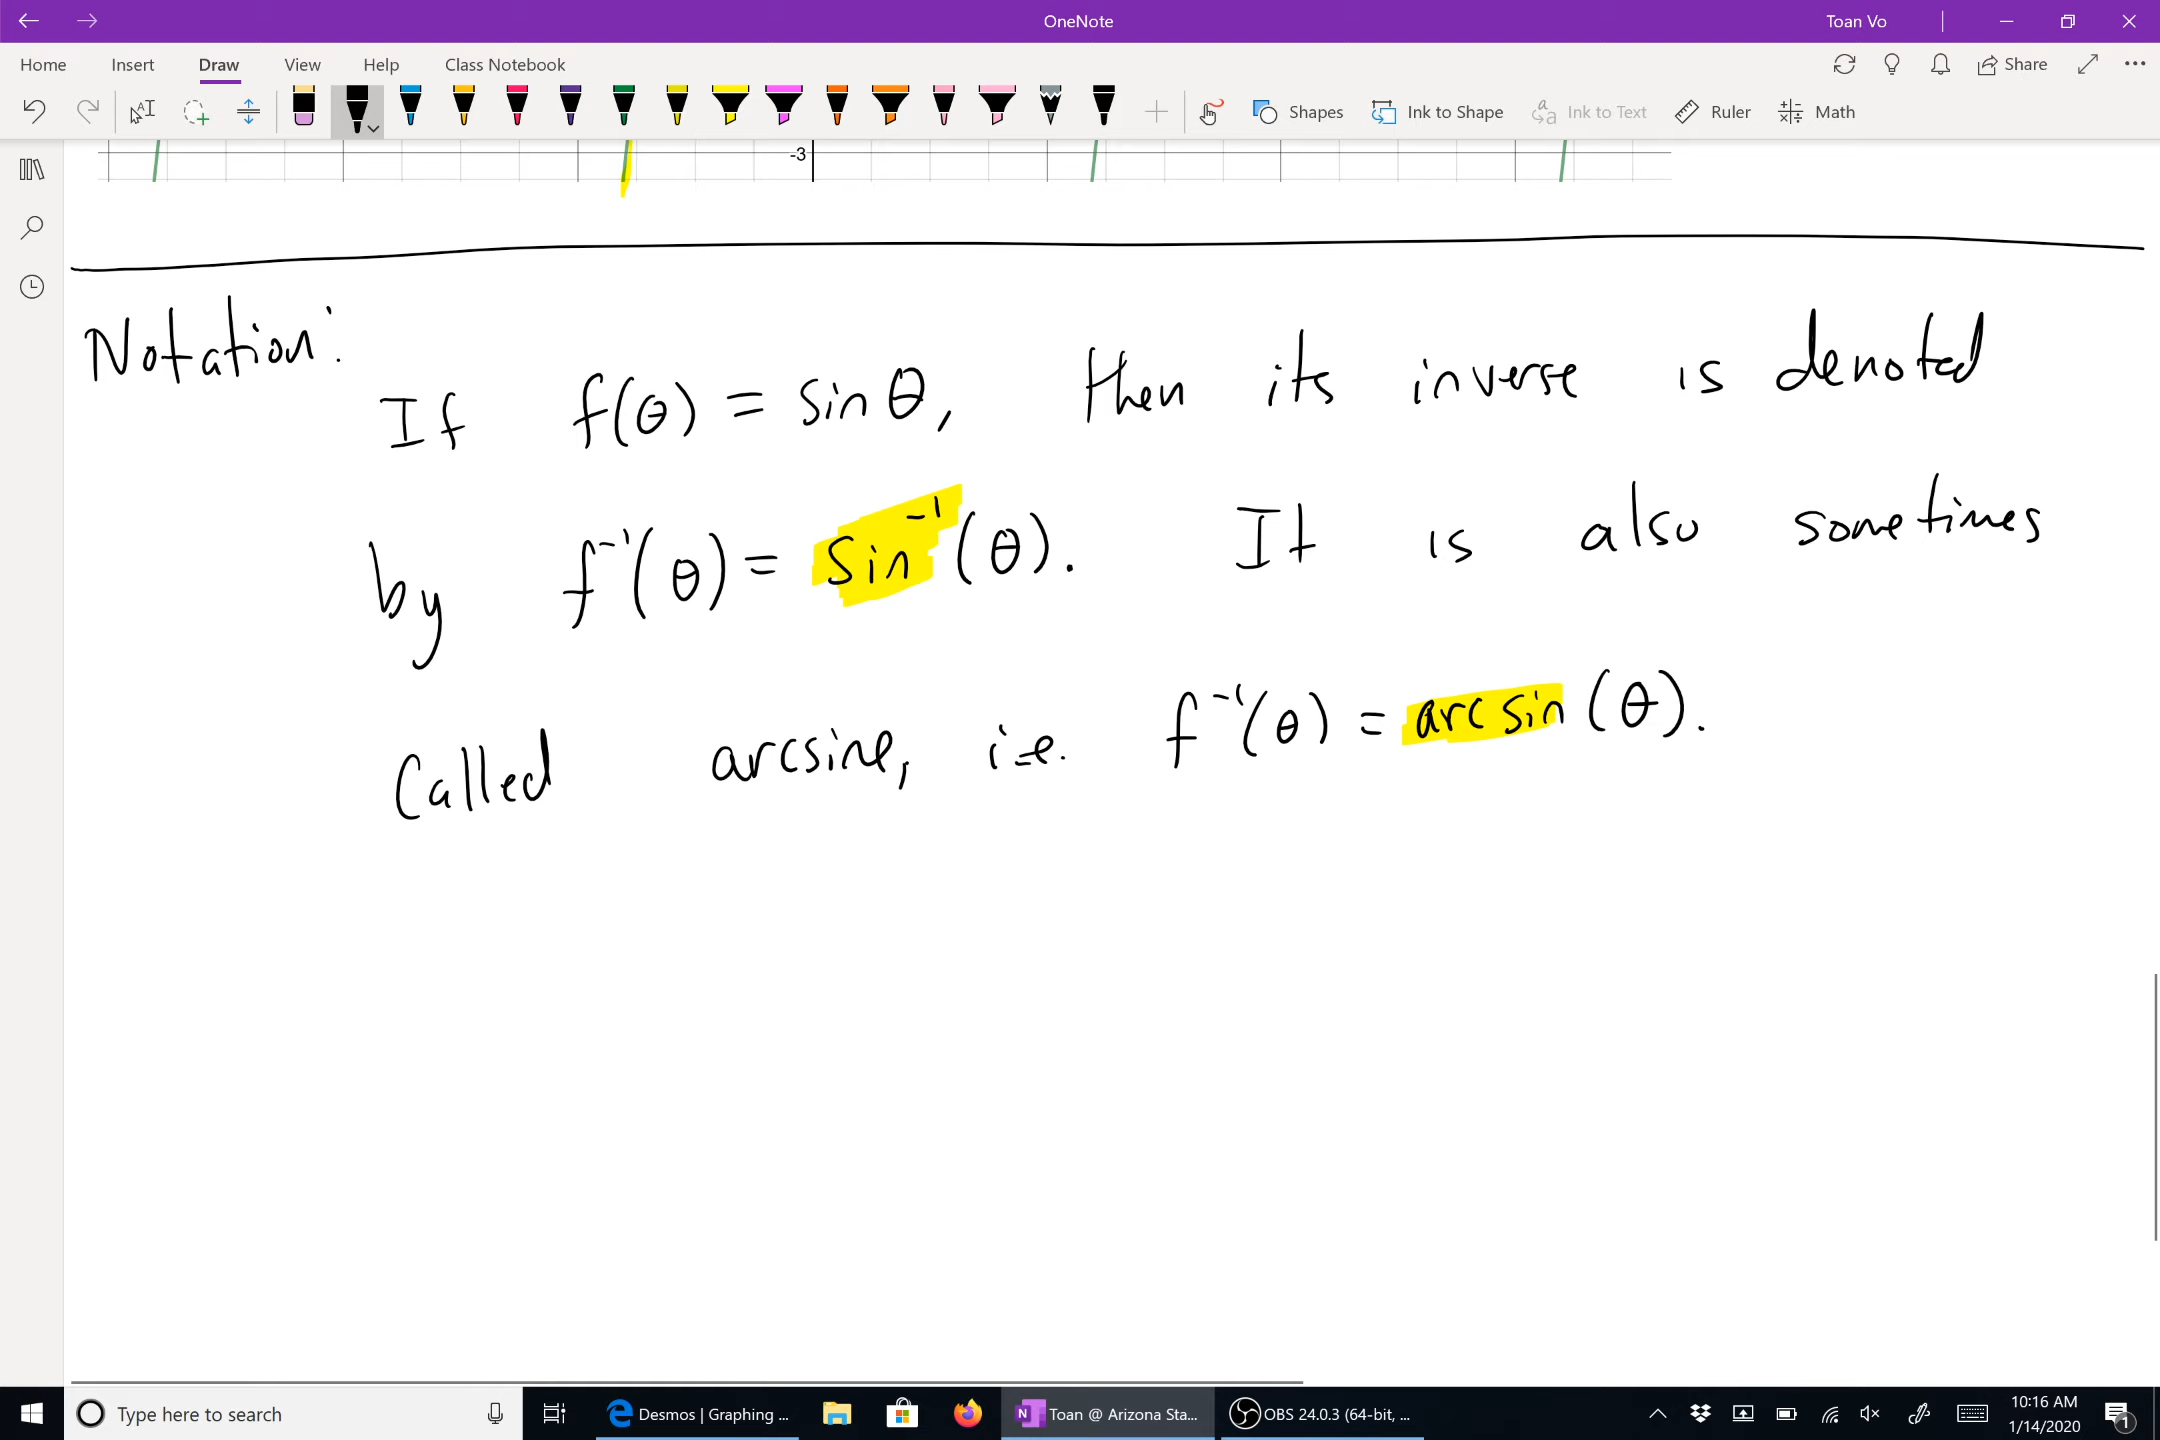 OneNote
Toan Vo
Home Insert Draw View Help Class Notebook Share
Shapes Ink to Shape Ink to Text Ruler Math
-3
Notation:
If f(θ) = sin θ, then its inverse is denoted
by f⁻¹(θ) = sin⁻¹(θ). It is also sometimes
called arcsine, i.e. f⁻¹(θ) = arcsin(θ).
Type here to search Desmos | Graphing ... Toan @ Arizona Sta... OBS 24.0.3 (64-bit, ... 10:16 AM
1/14/2020 1